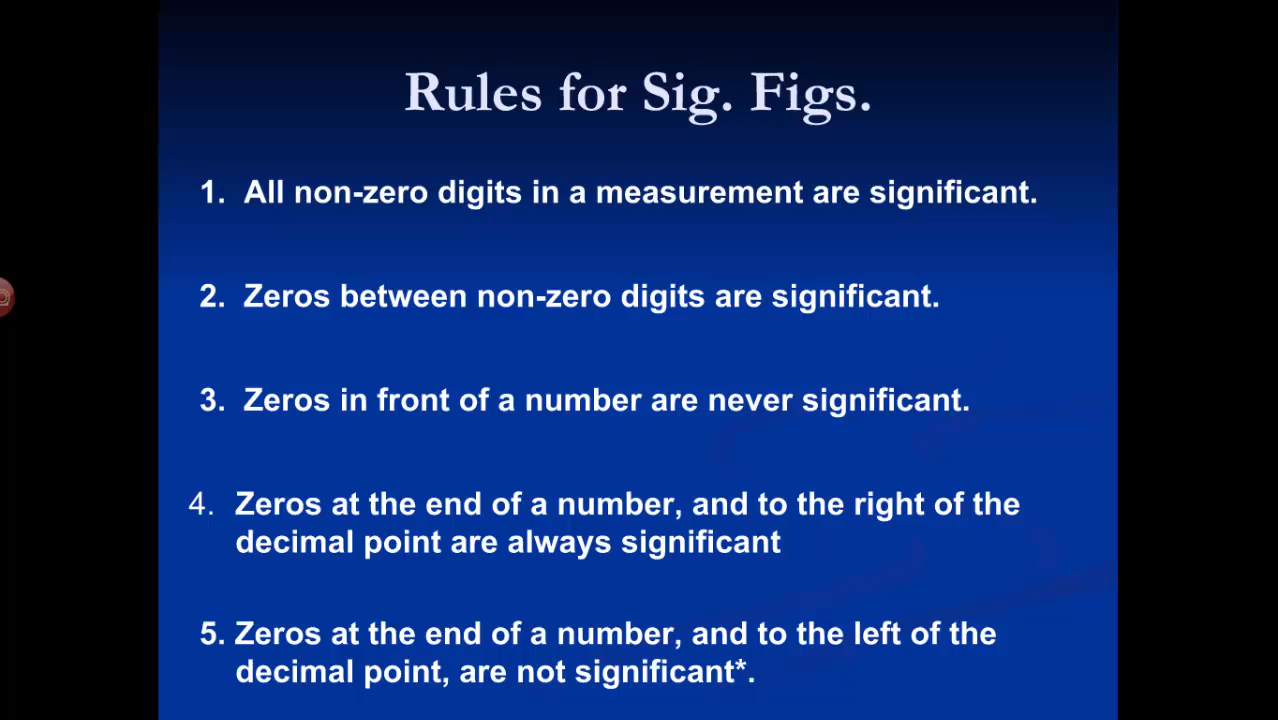 Rules for Sig. Figs.
1. All non-zero digits in a measurement are significant.
2. Zeros between non-zero digits are significant.
3. Zeros in front of a number are never significant.
4. Zeros at the end of a number, and to the right of the
decimal point are always significant
5. Zeros at the end of a number, and to the left of the
decimal point, are not significant*.